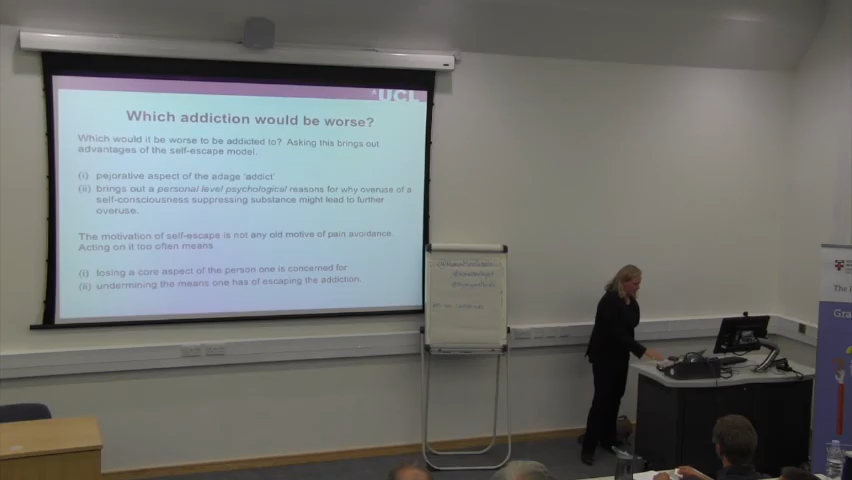 UCL
Which addiction would be worse?
Which would it be worse to be addicted to? Asking this brings out
advantages of the self-escape model.
(i) pejorative aspect of the adage 'addict'
(ii) brings out a personal level psychological reasons for why overuse of a
self-consciousness suppressing substance might lead to further
overuse.
The motivation of self-escape is not any old motive of pain avoidance.
Acting on it too often means
(i) losing a core aspect of the person one is concerned for
(ii) undermining the means one has of escaping the addiction.
The
Gra